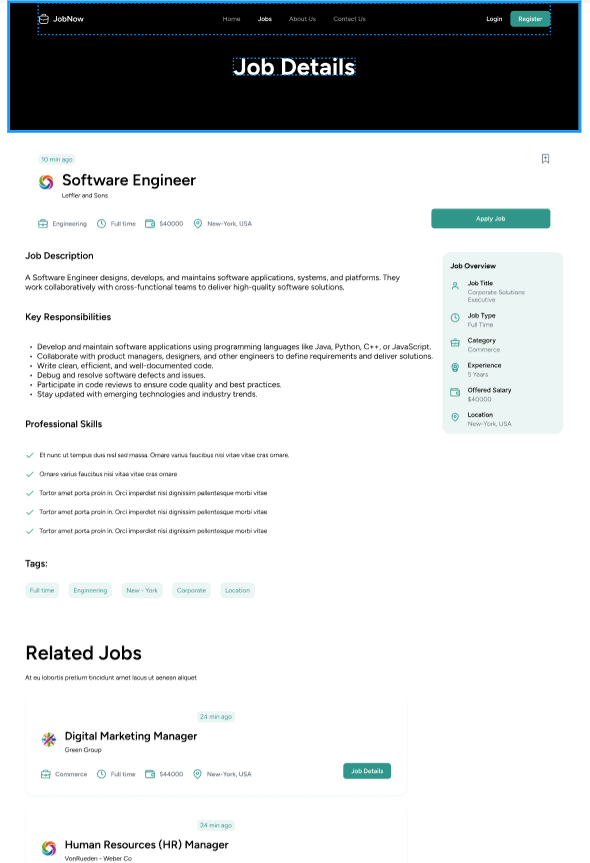 JobNow
Home Jobs About Us Contact Us
Login Register
Job Details
10 min ago
Software Engineer
Leffler and Sons
Engineering Full time $40000 New-York, USA
Apply Job
Job Description
A Software Engineer designs, develops, and maintains software applications, systems, and platforms. They
work collaboratively with cross-functional teams to deliver high-quality software solutions.
Key Responsibilities
• Develop and maintain software applications using programming languages like Java, Python, C++, or JavaScript.
• Collaborate with product managers, designers, and other engineers to define requirements and deliver solutions.
• Write clean, efficient, and well-documented code.
• Debug and resolve software defects and issues.
• Participate in code reviews to ensure code quality and best practices.
• Stay updated with emerging technologies and industry trends.
Professional Skills
Et nunc ut tempus duis nisl sed massa. Ornare varius faucibus nisi vitae vitae cras ornare.
Ornare varius faucibus nisi vitae vitae cras ornare
Tortor amet porta proin in. Orci imperdiet nisi dignissim pellentesque morbi vitae
Tortor amet porta proin in. Orci imperdiet nisi dignissim pellentesque morbi vitae
Tortor amet porta proin in. Orci imperdiet nisi dignissim pellentesque morbi vitae
Tags:
Full time Engineering New - York Corporate Location
Job Overview
Job Title
Corporate Solutions
Executive
Job Type
Full Time
Category
Commerce
Experience
5 Years
Offered Salary
$40000
Location
New-York, USA
Related Jobs
At eu lobortis pretium tincidunt amet lacus ut aenean aliquet
24 min ago
Digital Marketing Manager
Green Group
Commerce Full time $44000 New-York, USA
Job Details
24 min ago
Human Resources (HR) Manager
VonRueden - Weber Co